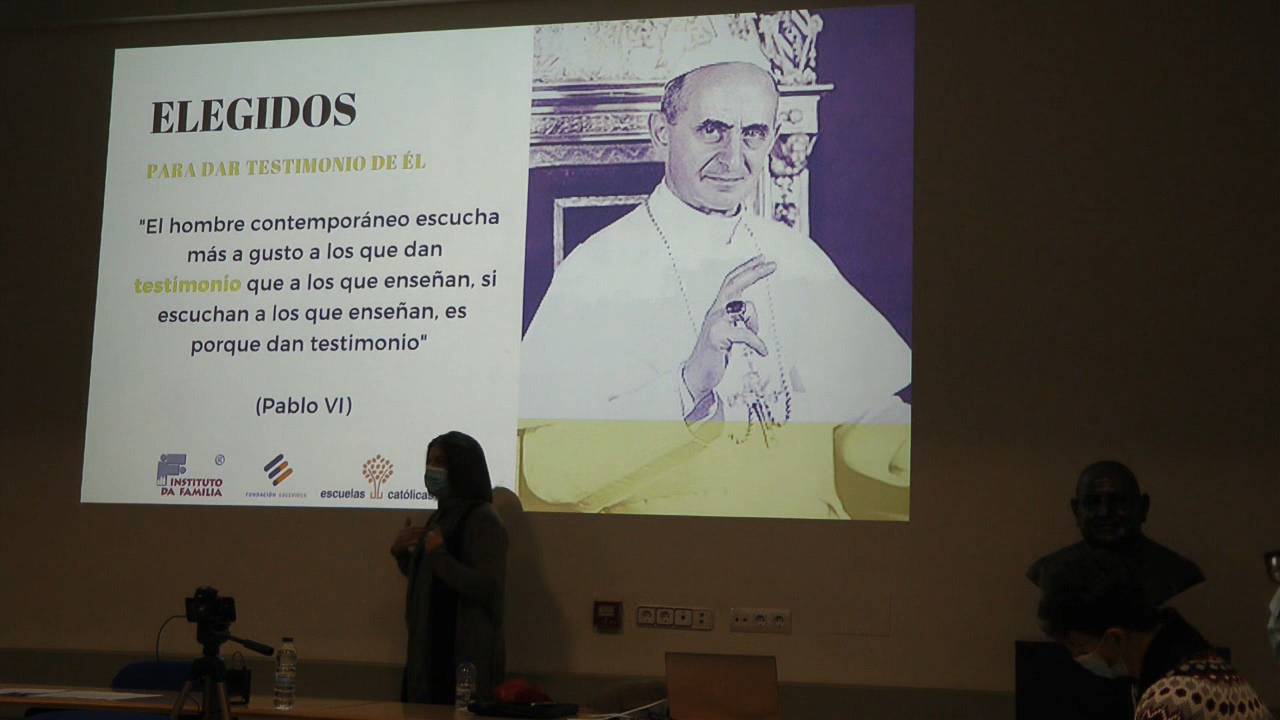 ELEGIDOS
PARA DAR TESTIMONIO DE ÉL
"El hombre contemporáneo escucha
más a gusto a los que dan
testimonio que a los que enseñan, si
escuchan a los que enseñan, es
porque dan testimonio"
(Pablo VI)
®
INSTITUTO
DA FAMILIA
FUNDACIÓN EDUCERE
escuelas católicas